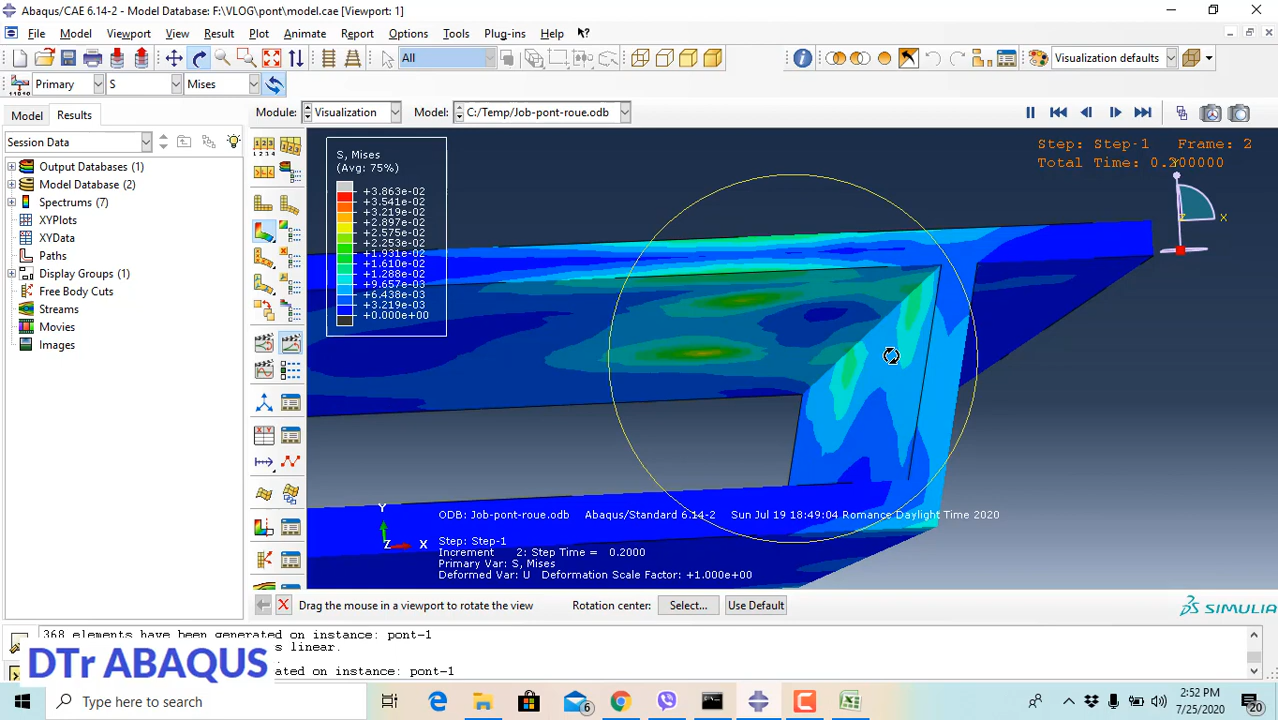 Abaqus/CAE 6.14-2 - Model Database: F:\VLOG\pont\model.cae [Viewport: 1]
File Model Viewport View Result Plot Animate Report Options Tools Plug-ins Help
All
Visualization defaults
Primary S Mises
Model Results
Module: Visualization Model: C:/Temp/Job-pont-roue.odb
Session Data
Output Databases (1)
Model Database (2)
Spectrums (7)
XYPlots
XYData
Paths
Display Groups (1)
Free Body Cuts
Streams
Movies
Images
S, Mises
(Avg: 75%)
+3.863e-02
+3.541e-02
+3.219e-02
+2.897e-02
+2.575e-02
+2.253e-02
+1.931e-02
+1.610e-02
+1.288e-02
+9.657e-03
+6.438e-03
+3.219e-03
+0.000e+00
Step: Step-1 Frame: 2
Total Time: 0.200000
X
Y
Z X
ODB: Job-pont-roue.odb Abaqus/Standard 6.14-2 Sun Jul 19 18:49:04 Romance Daylight Time 2020
Step: Step-1
Increment 2: Step Time = 0.2000
Primary Var: S, Mises
Deformed Var: U Deformation Scale Factor: +1.000e+00
Drag the mouse in a viewport to rotate the view Rotation center: Select... Use Default
SIMULIA
368 elements have been generated on instance: pont-1
s linear.
ated on instance: pont-1
DTr ABAQUS
Type here to search
6
2:52 PM
7/25/2020
20